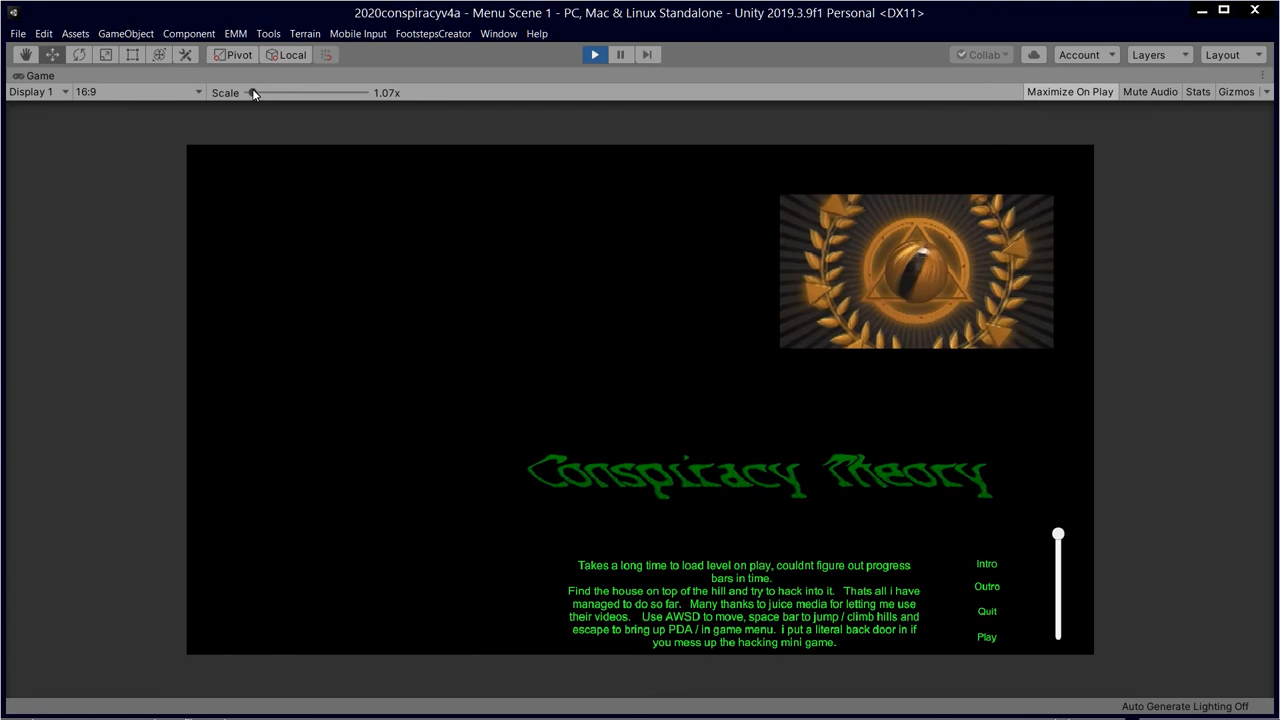 2020conspiracyv4a - Menu Scene 1 - PC, Mac & Linux Standalone - Unity 2019.3.9f1 Personal <DX11>
File Edit Assets GameObject Component EMM Tools Terrain Mobile Input FootstepsCreator Window Help
Pivot Local Collab Account Layers Layout
Game
Display 1 16:9 Scale 1.07x Maximize On Play Mute Audio Stats Gizmos
Conspiracy Theory
Takes a long time to load level on play, couldnt figure out progress
bars in time.
Find the house on top of the hill and try to hack into it. Thats all i have
managed to do so far. Many thanks to juice media for letting me use
their videos. Use AWSD to move, space bar to jump / climb hills and
escape to bring up PDA / in game menu. i put a literal back door in if
you mess up the hacking mini game.
Intro
Outro
Quit
Play
Auto Generate Lighting Off